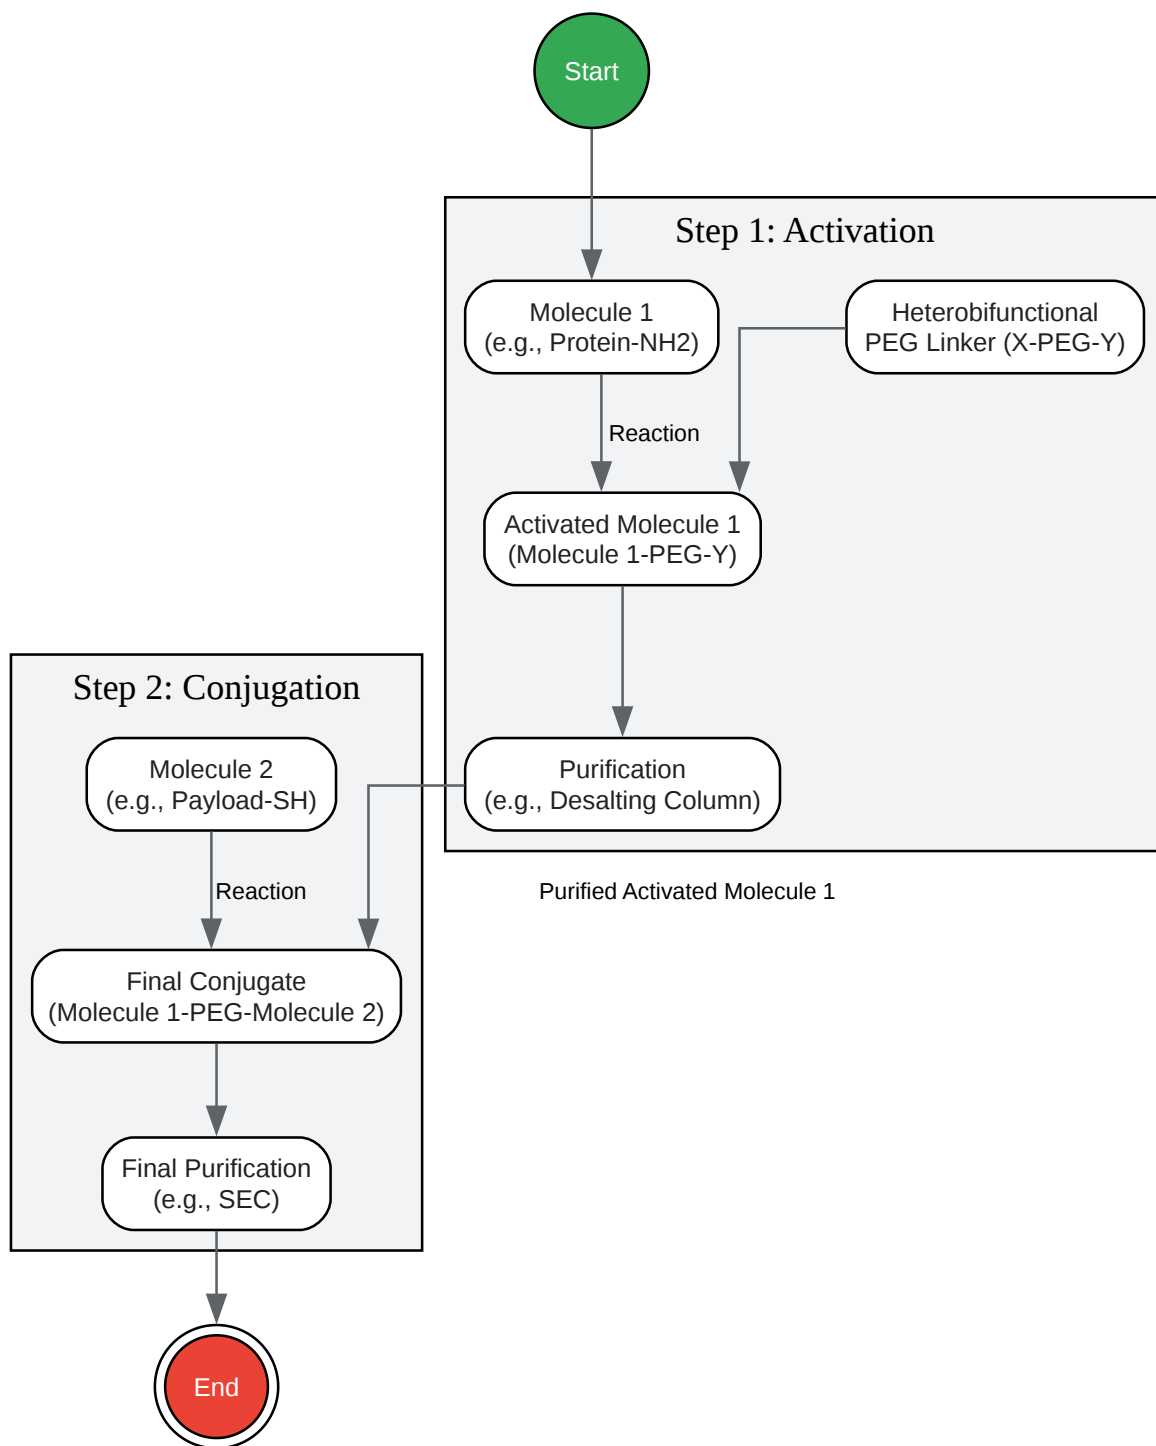 Start
Step 1: Activation
Molecule 1
(e.g., Protein-NH2)
Heterobifunctional
PEG Linker (X-PEG-Y)
Reaction
Activated Molecule 1
(Molecule 1-PEG-Y)
Purification
(e.g., Desalting Column)
Purified Activated Molecule 1
Step 2: Conjugation
Molecule 2
(e.g., Payload-SH)
Reaction
Final Conjugate
(Molecule 1-PEG-Molecule 2)
Final Purification
(e.g., SEC)
End